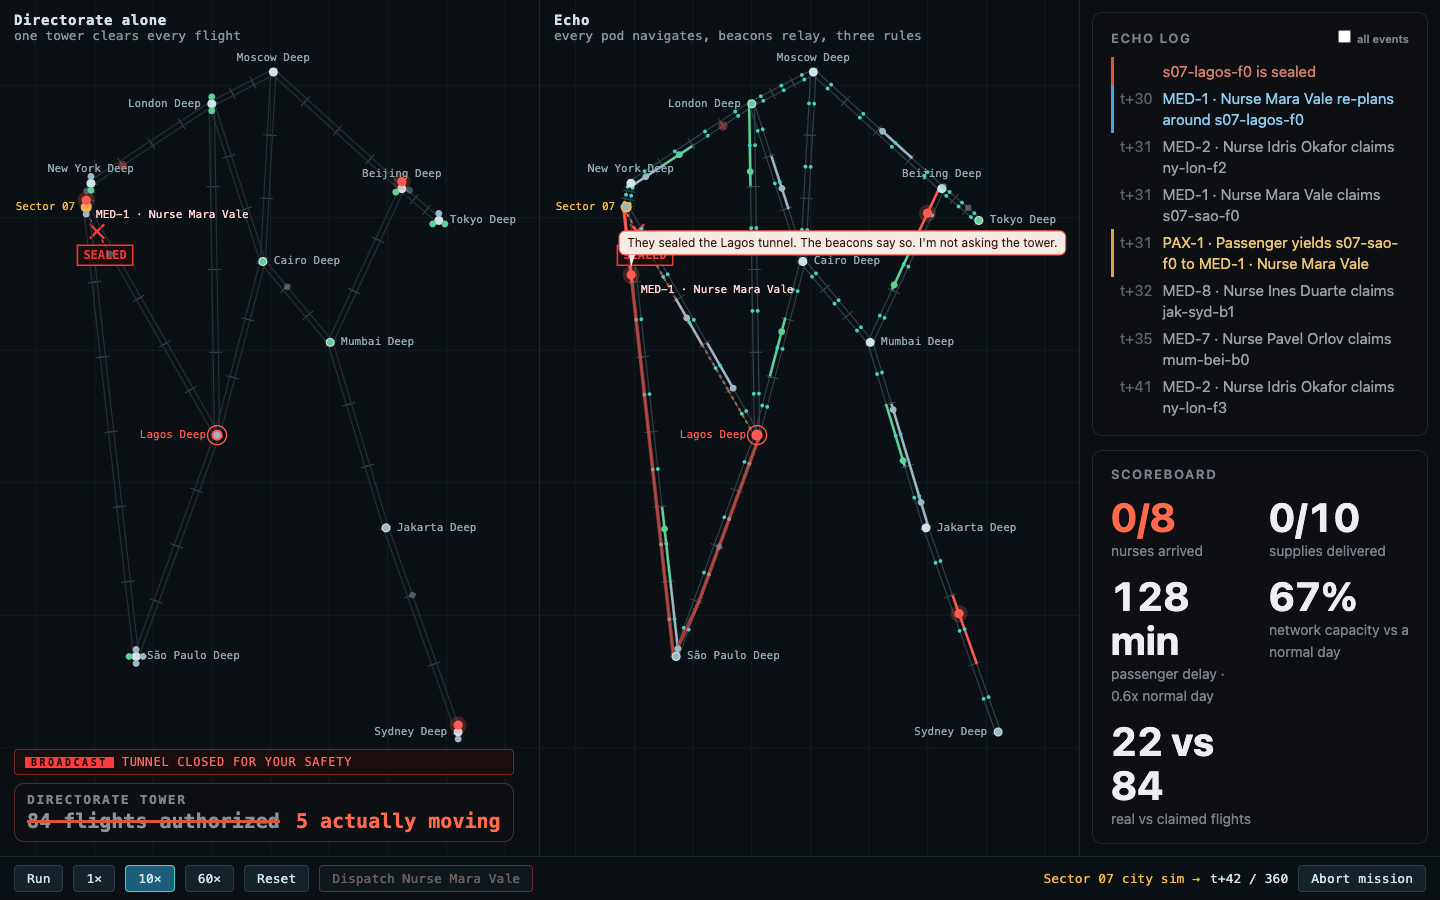 Directorate alone
one tower clears every flight
Moscow Deep
London Deep
New York Deep
Beijing Deep
Sector 07
MED-1 · Nurse Mara Vale
Tokyo Deep
SEALED
Cairo Deep
Mumbai Deep
Lagos Deep
Jakarta Deep
São Paulo Deep
Sydney Deep
BROADCAST TUNNEL CLOSED FOR YOUR SAFETY
DIRECTORATE TOWER
84 flights authorized 5 actually moving
Echo
every pod navigates, beacons relay, three rules
Moscow Deep
London Deep
New York Deep
Beijing Deep
Sector 07
Tokyo Deep
They sealed the Lagos tunnel. The beacons say so. I'm not asking the tower.
Cairo Deep
MED-1 · Nurse Mara Vale
Mumbai Deep
Lagos Deep
Jakarta Deep
São Paulo Deep
Sydney Deep
ECHO LOG
all events
s07-lagos-f0 is sealed
t+30 MED-1 · Nurse Mara Vale re-plans
around s07-lagos-f0
t+31 MED-2 · Nurse Idris Okafor claims
ny-lon-f2
t+31 MED-1 · Nurse Mara Vale claims
s07-sao-f0
t+31 PAX-1 · Passenger yields s07-sao-
f0 to MED-1 · Nurse Mara Vale
t+32 MED-8 · Nurse Ines Duarte claims
jak-syd-b1
t+35 MED-7 · Nurse Pavel Orlov claims
mum-bei-b0
t+41 MED-2 · Nurse Idris Okafor claims
ny-lon-f3
SCOREBOARD
0/8
nurses arrived
0/10
supplies delivered
128
min
passenger delay ·
0.6x normal day
67%
network capacity vs a
normal day
22 vs
84
real vs claimed flights
Run
1×
10×
60×
Reset
Dispatch Nurse Mara Vale
Sector 07 city sim → t+42 / 360
Abort mission